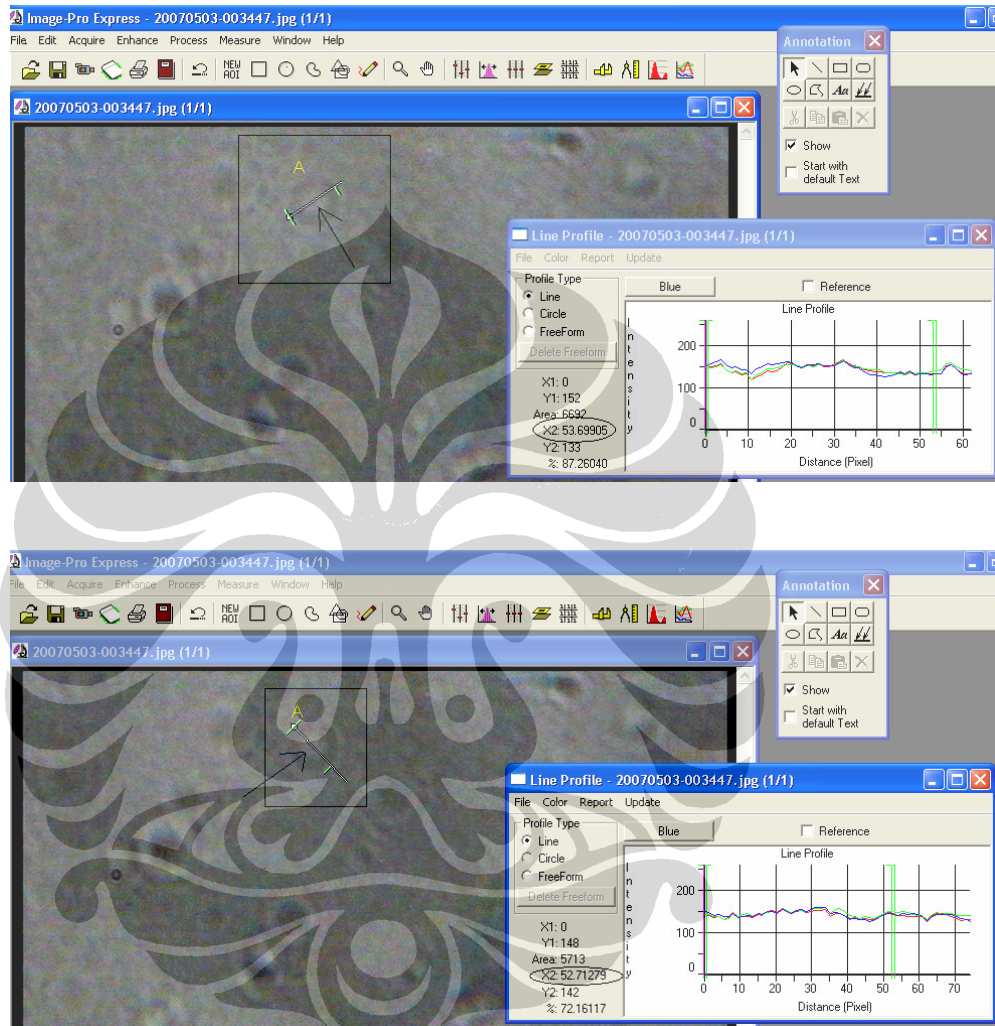 Image-Pro Express - 20070503-003447.jpg (1/1)
File Edit Acquire Enhance Process Measure Window Help
NEW AOI
Annotation
Aa
Show
Start with
default Text
20070503-003447.jpg (1/1)
A
Line Profile - 20070503-003447.jpg (1/1)
File Color Report Update
Profile Type
Line
Circle
FreeForm
Delete Freeform
X1: 0
Y1: 152
Area: 6692
X2: 53.69905
Y2: 133
%: 87.26040
Blue
Reference
Line Profile
Intensity
200
100
0
0 10 20 30 40 50 60
Distance (Pixel)
Image-Pro Express - 20070503-003447.jpg (1/1)
File Edit Acquire Enhance Process Measure Window Help
NEW AOI
Annotation
Aa
Show
Start with
default Text
20070503-003447.jpg (1/1)
A
Line Profile - 20070503-003447.jpg (1/1)
File Color Report Update
Profile Type
Line
Circle
FreeForm
Delete Freeform
X1: 0
Y1: 148
Area: 5713
X2: 52.71279
Y2: 142
%: 72.16117
Blue
Reference
Line Profile
Intensity
200
100
0
0 10 20 30 40 50 60 70
Distance (Pixel)